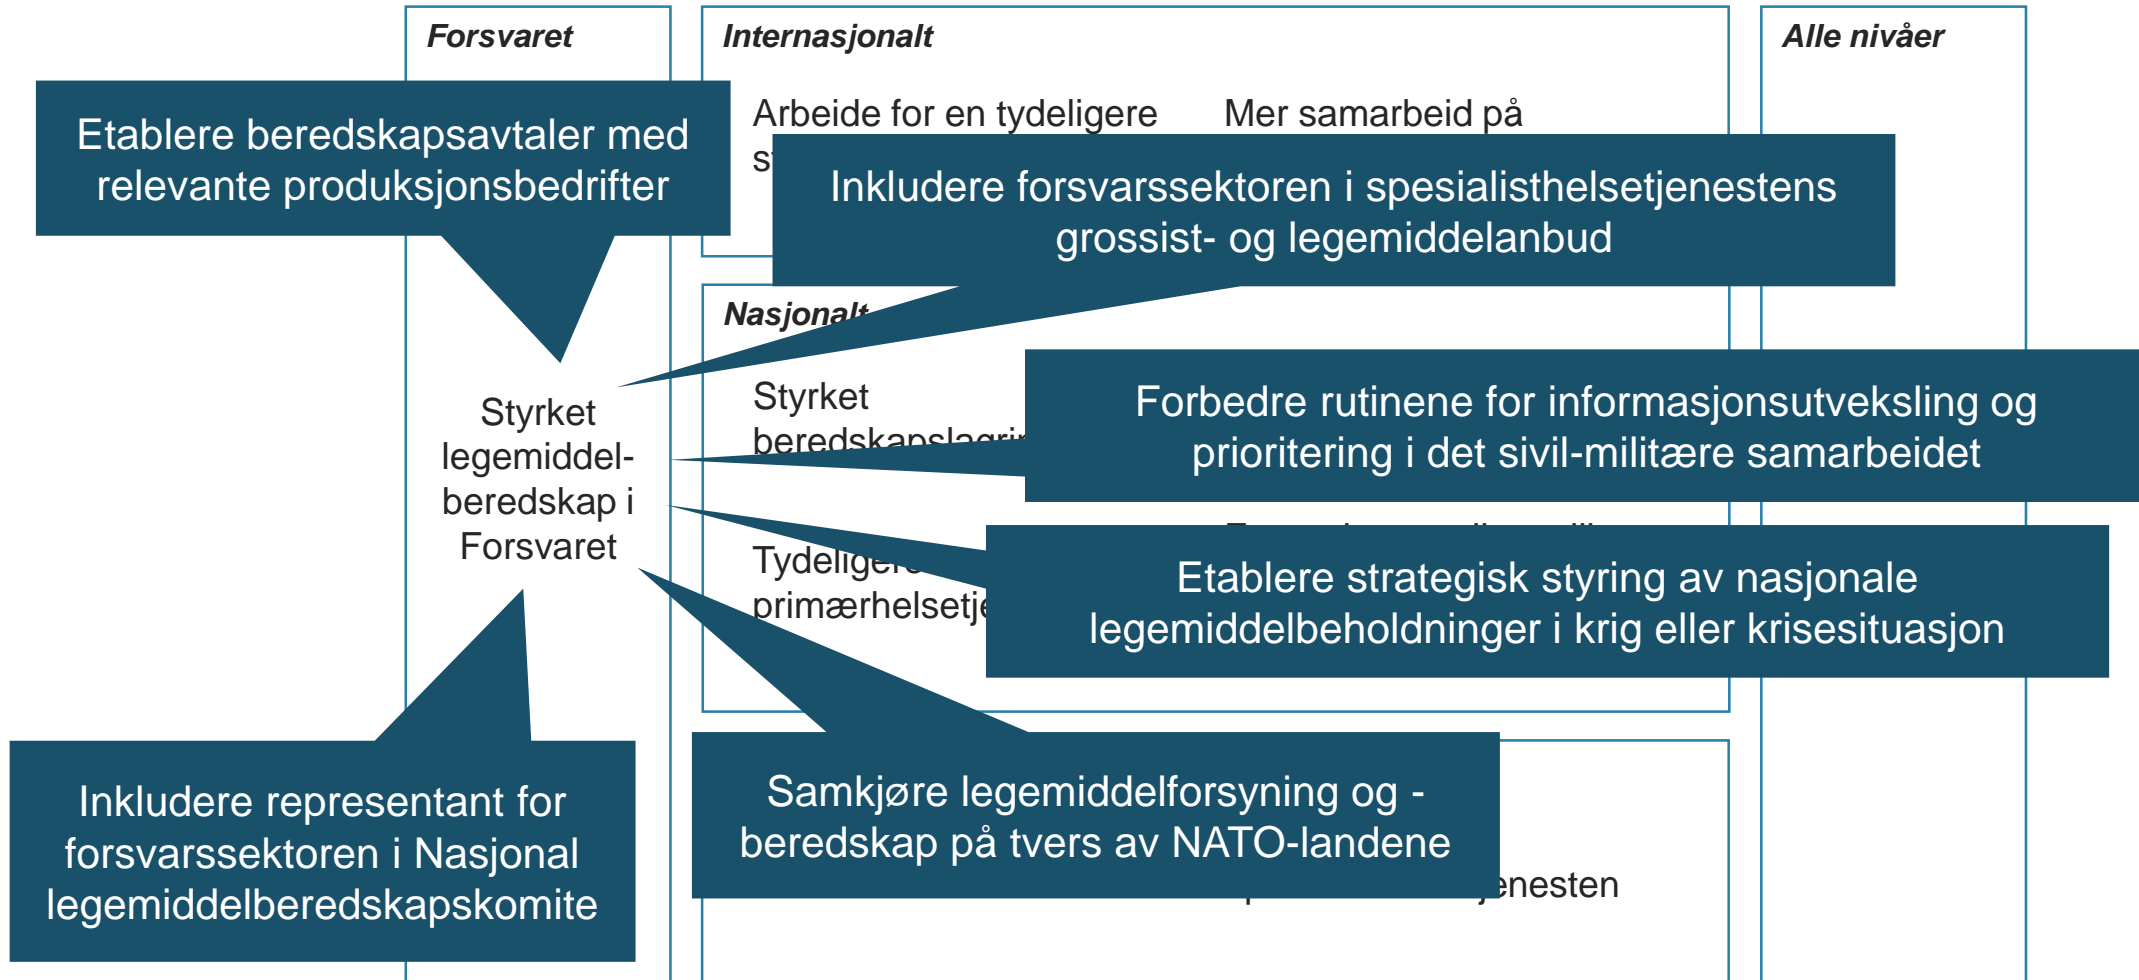 Forsvaret
Internasjonalt
Alle nivåer
Etablere beredskapsavtaler med
relevante produksjonsbedrifter
Arbeide for en tydeligere
Mer samarbeid på
Inkludere forsvarssektoren i spesialisthelsetjenestens
grossist- og legemiddelanbud
Nasjonalt
Styrket
legemiddel-
beredskap i
Forsvaret
Styrket
Forbedre rutinene for informasjonsutveksling og
prioritering i det sivil-militære samarbeidet
Tydeligere
Etablere strategisk styring av nasjonale
legemiddelbeholdninger i krig eller krisesituasjon
Inkludere representant for
forsvarssektoren i Nasjonal
legemiddelberedskapskomite
Samkjøre legemiddelforsyning og -
beredskap på tvers av NATO-landene